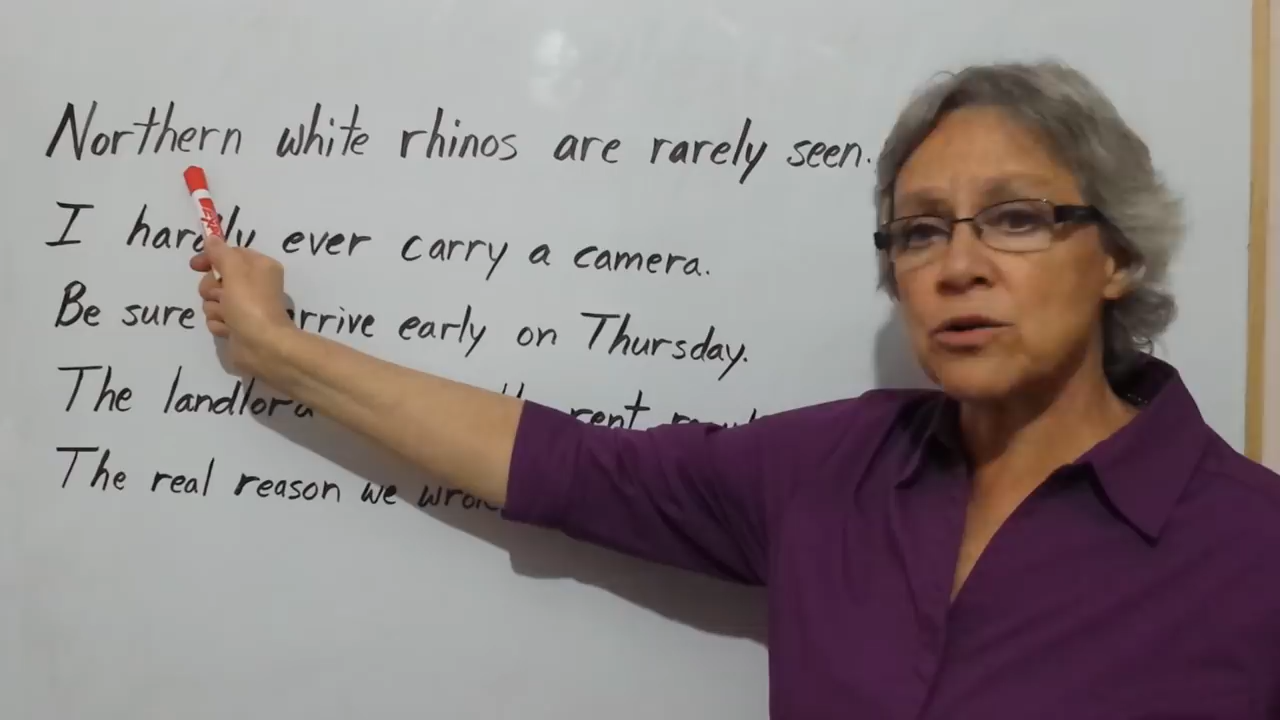 Northern white rhinos are rarely seen.
I hardly ever carry a camera.
Be sure arrive early on Thursday.
The landlord rent
The real reason we